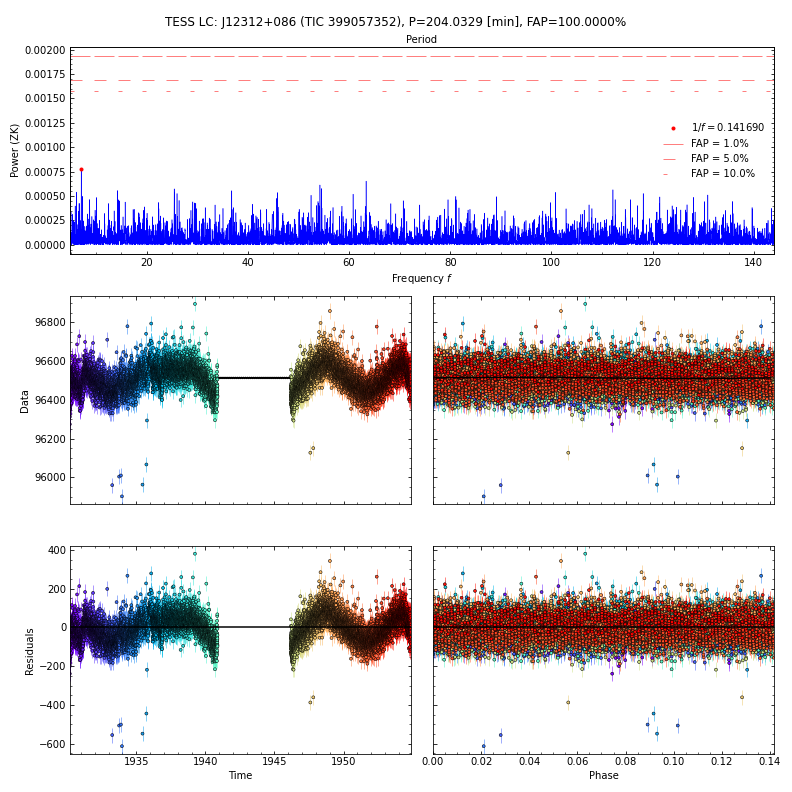 TESS LC: J12312+086 (TIC 399057352), P=204.0329 [min], FAP=100.0000%
Period
0.00200
0.00175
0.00150
0.00125
0.00100
0.00075
0.00050
0.00025
0.00000
Power (ZK)
1/f = 0.141690
FAP = 1.0%
FAP = 5.0%
FAP = 10.0%
20 40 60 80 100 120 140
Frequency f
96800
96600
96400
96200
96000
Data
400
200
0
−200
−400
−600
Residuals
1935 1940 1945 1950
Time
0.00 0.02 0.04 0.06 0.08 0.10 0.12 0.14
Phase